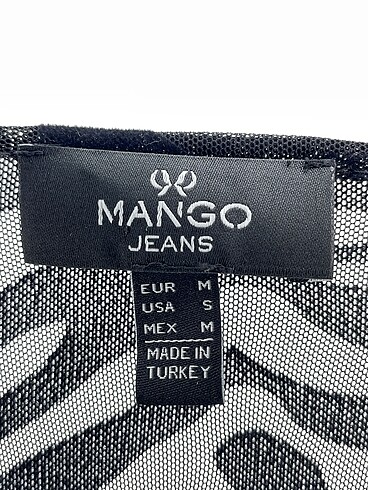 MANGO
JEANS
EUR M
USA S
MEX M
MADE IN
TURKEY